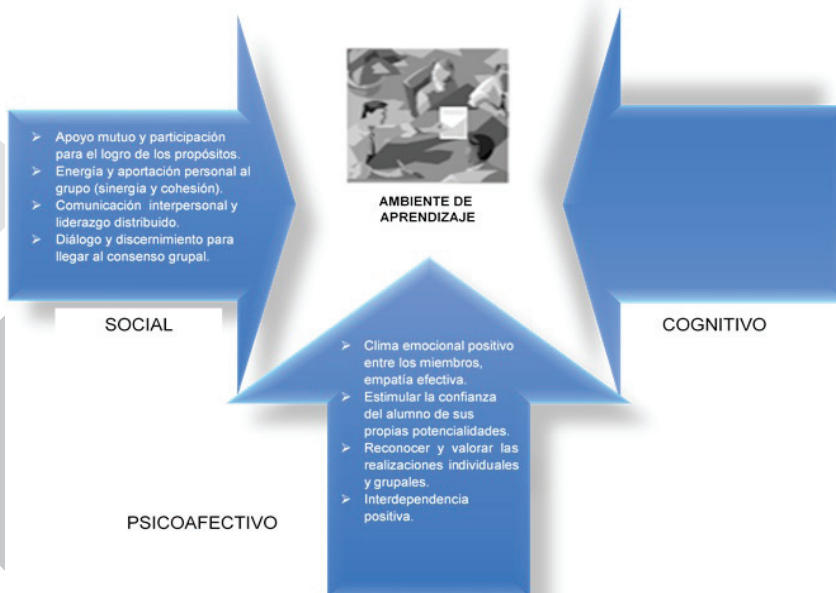 ➢ Apoyo mutuo y participación
para el logro de los propósitos.
➢ Energía y aportación personal al
grupo (sinergia y cohesión).
➢ Comunicación interpersonal y
liderazgo distribuido.
➢ Diálogo y discernimiento para
llegar al consenso grupal.
SOCIAL
AMBIENTE DE
APRENDIZAJE
COGNITIVO
➢ Clima emocional positivo
entre los miembros,
empatía efectiva.
➢ Estimular la confianza
del alumno de sus
propias potencialidades.
➢ Reconocer y valorar las
realizaciones individuales
y grupales.
➢ Interdependencia
positiva.
PSICOAFECTIVO